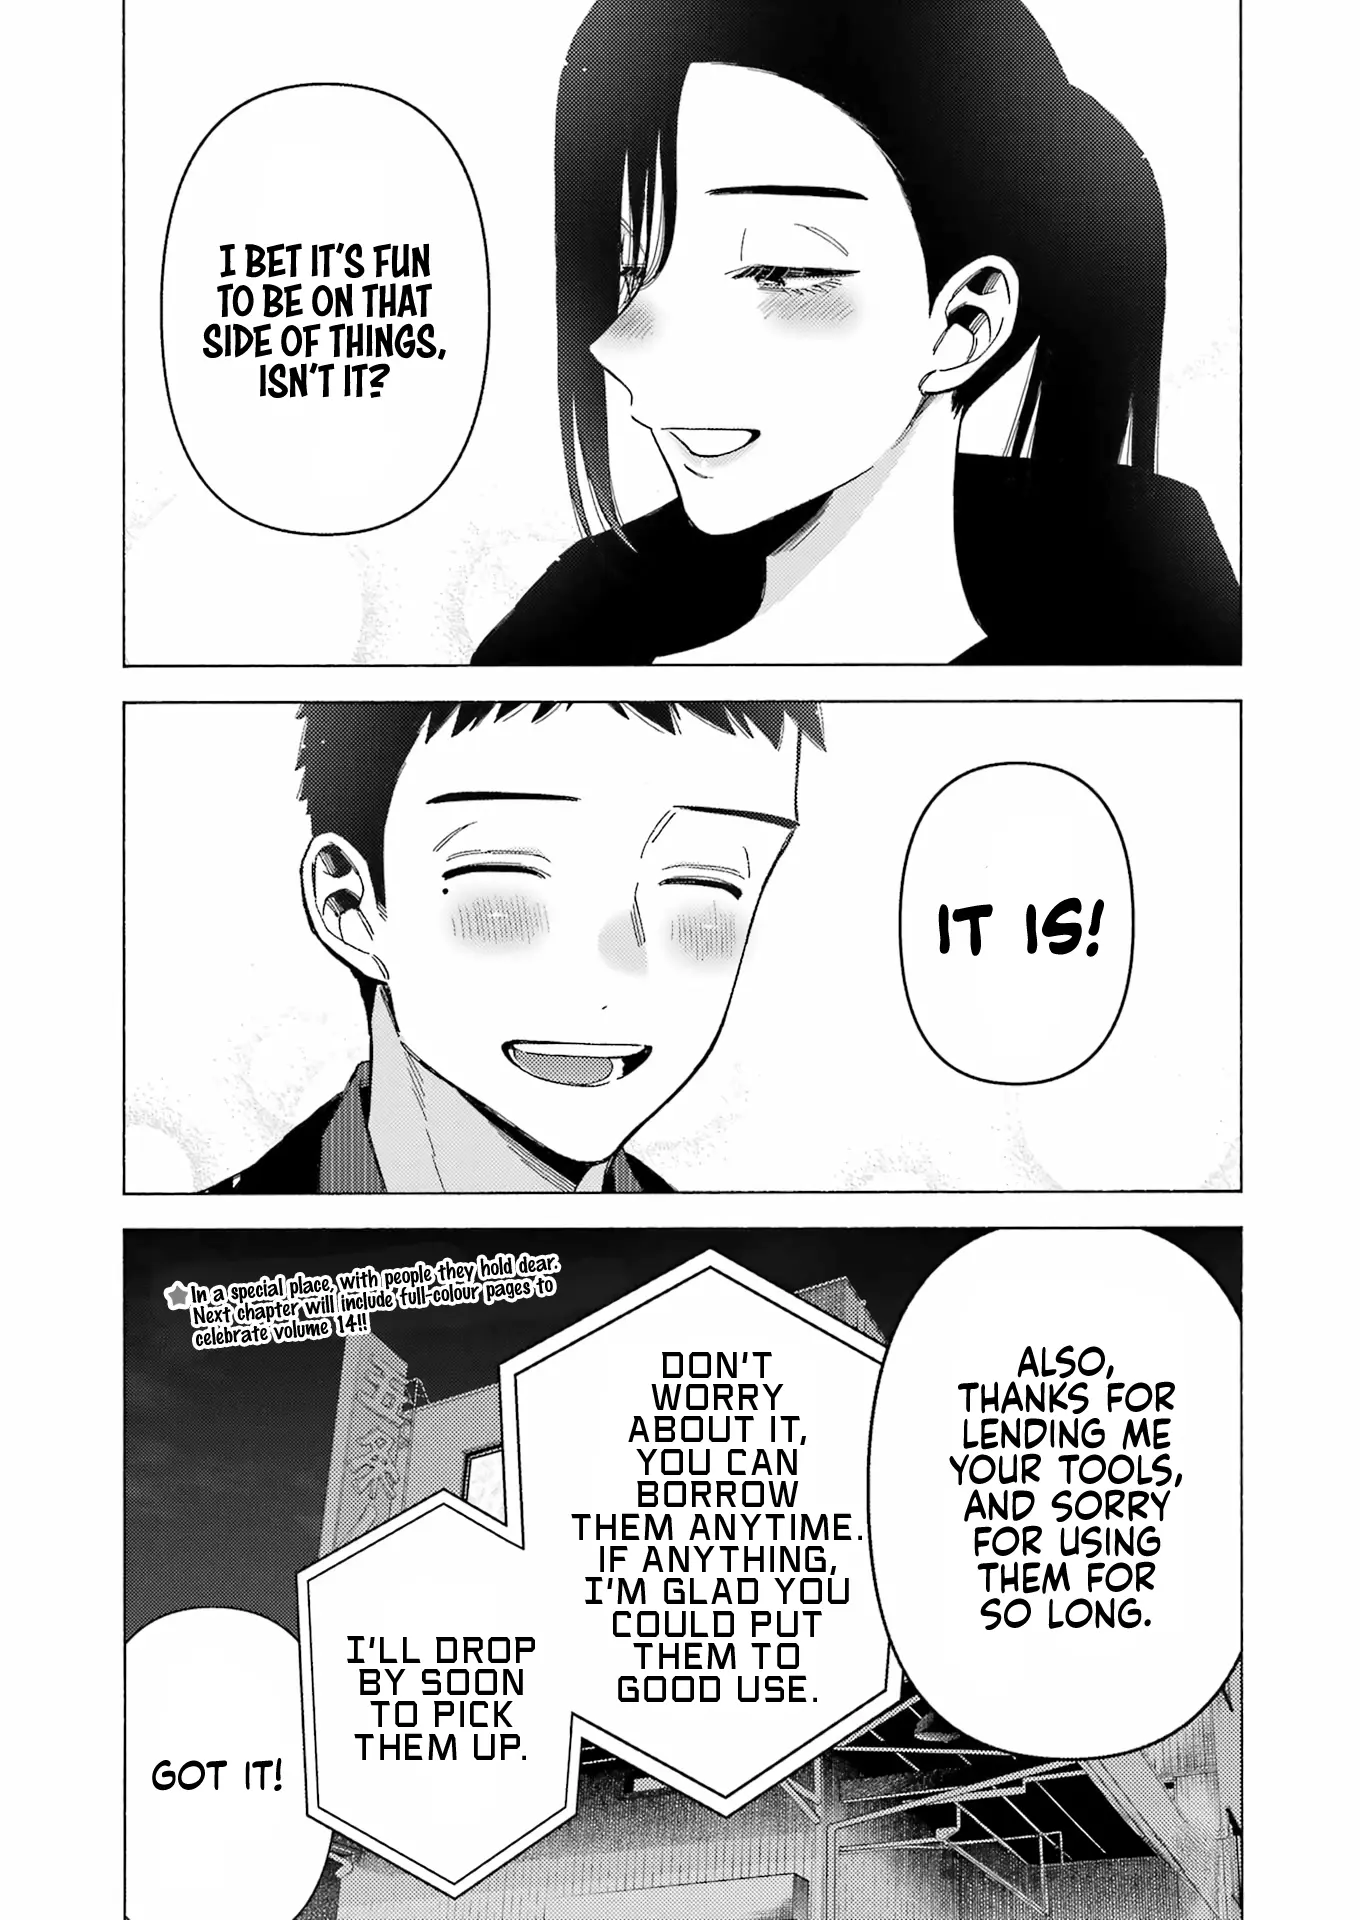 I BET IT'S FUN
TO BE ON THAT
SIDE OF THINGS,
ISN'T IT?
IT IS!
In a special place, with people they hold dear.
Next chapter will include full-colour pages to
celebrate volume 14!!
ALSO,
THANKS FOR
LENDING ME
YOUR TOOLS,
AND SORRY
FOR USING
THEM FOR
SO LONG.
DON'T
WORRY
ABOUT IT,
YOU CAN
BORROW
THEM ANYTIME.
IF ANYTHING,
I'M GLAD YOU
COULD PUT
THEM TO
GOOD USE.
I'LL DROP
BY SOON
TO PICK
THEM UP.
GOT IT!